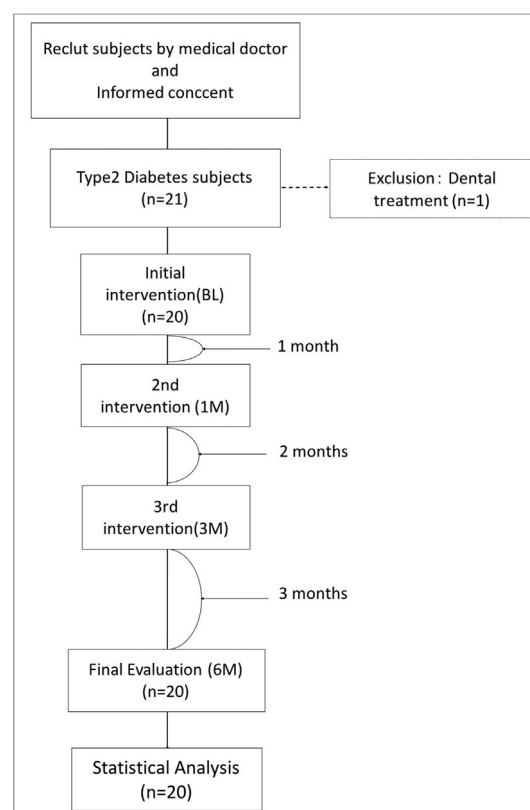 Reclut subjects by medical doctor
and
Informed conccent
Type2 Diabetes subjects
(n=21)
Exclusion : Dental
treatment (n=1)
Initial
intervention(BL)
(n=20)
1 month
2nd
intervention (1M)
2 months
3rd
intervention(3M)
3 months
Final Evaluation (6M)
(n=20)
Statistical Analysis
(n=20)